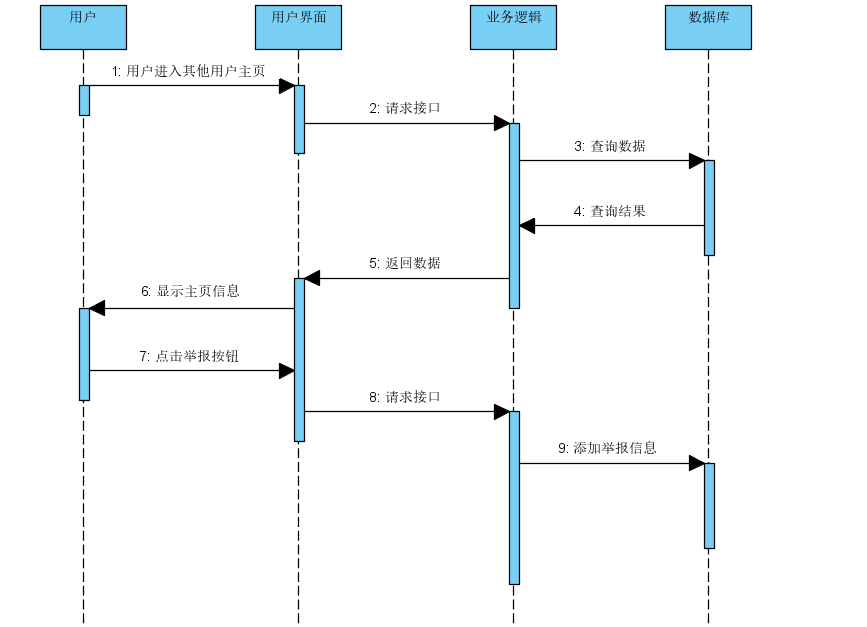 用户
用户界面
业务逻辑
数据库
1: 用户进入其他用户主页
2: 请求接口
3: 查询数据
4: 查询结果
5: 返回数据
6: 显示主页信息
7: 点击举报按钮
8: 请求接口
9: 添加举报信息